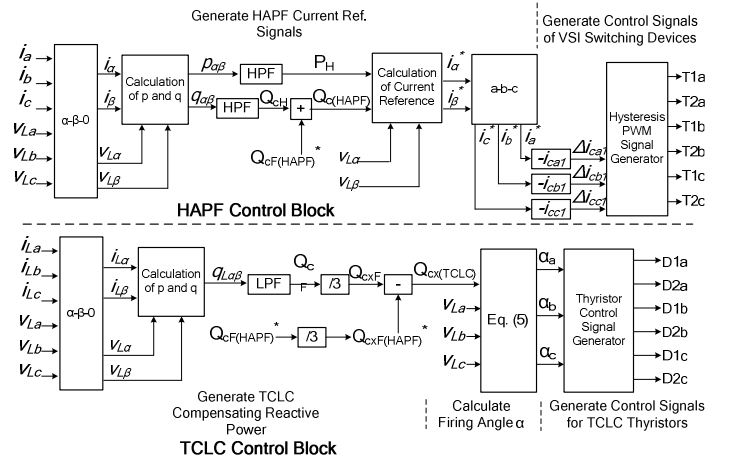 Generate HAPF Current Ref.
Signals
Generate Control Signals
of VSI Switching Devices
ia
ib
ic
vLa
vLb
vLc
α-β-0
iα
iβ
vLα
vLβ
Calculation
of p and q
pαβ
qαβ
HPF
HPF
PH
QcH
+
Qc(HAPF)
QcF(HAPF)*
Calculation
of Current
Reference
vLα
vLβ
iα*
iβ*
a-b-c
ic*
ib*
ia*
-ica1
-icb1
-icc1
Δica1
Δicb1
Δicc1
Hysteresis
PWM
Signal
Generator
T1a
T2a
T1b
T2b
T1c
T2c
HAPF Control Block
iLa
iLb
iLc
vLa
vLb
vLc
α-β-0
iLα
iLβ
vLα
vLβ
Calculation
of p and q
qLαβ
LPF
Qc
F
/3
QcxF
-
Qcx(TCLC)
QcF(HAPF)*
/3
QcxF(HAPF)*
vLa
vLb
vLc
Eq. (5)
αa
αb
αc
Thyristor
Control
Signal
Generator
D1a
D2a
D1b
D2b
D1c
D2c
Generate TCLC
Compensating Reactive
Power
TCLC Control Block
Calculate
Firing Angle α
Generate Control Signals
for TCLC Thyristors